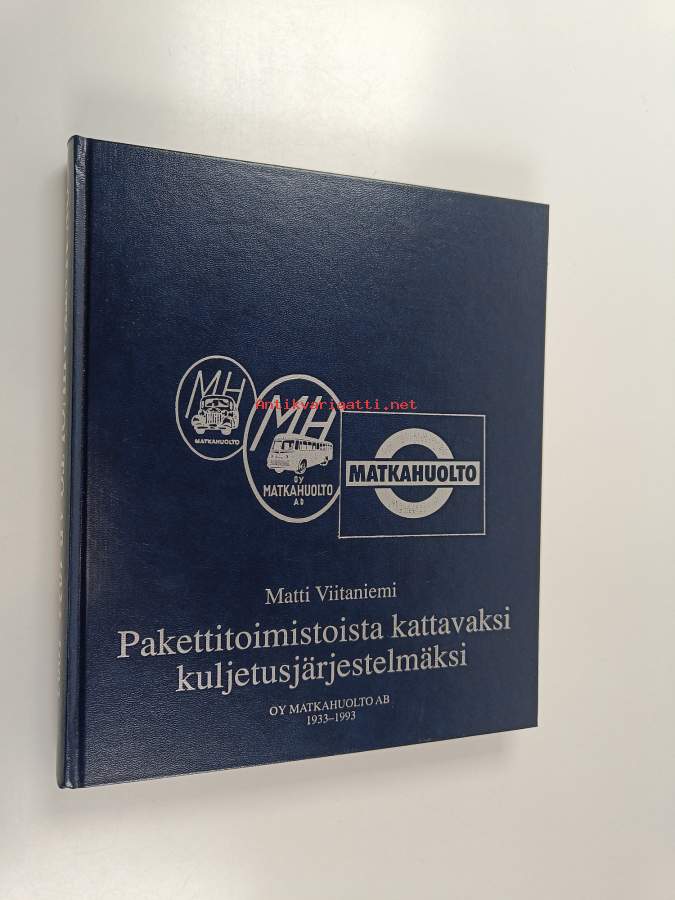 MH
MATKAHUOLTO
MH
OY
MATKAHUOLTO
AB
MATKAHUOLTO
Antikvariaatti.net
Matti Viitaniemi
Pakettitoimistoista kattavaksi
kuljetusjärjestelmäksi
OY MATKAHUOLTO AB
1933–1993